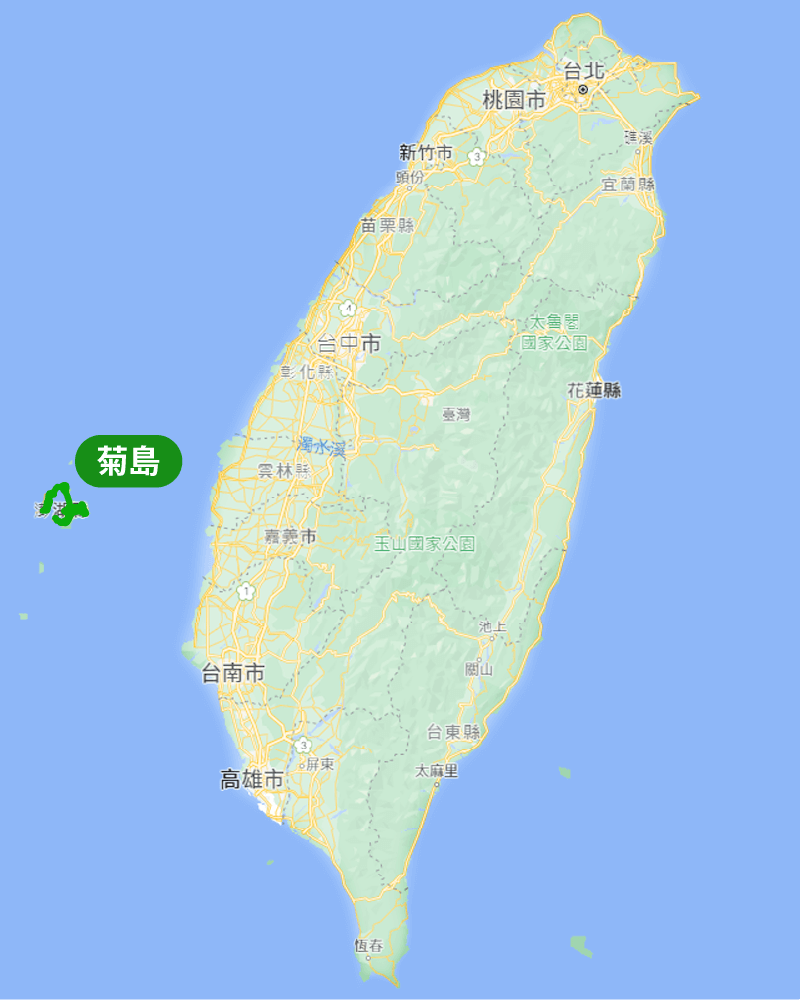 台北
桃園市
礁溪
新竹市
3
頭份
宜蘭縣
苗栗縣
4
太魯閣
國家公園
台中市
彰化縣
花蓮縣
臺灣
濁水溪
菊島
雲林縣
嘉義市
玉山國家公園
1
池上
關山
台南市
台東縣
3
屏東
太麻里
高雄市
恆春